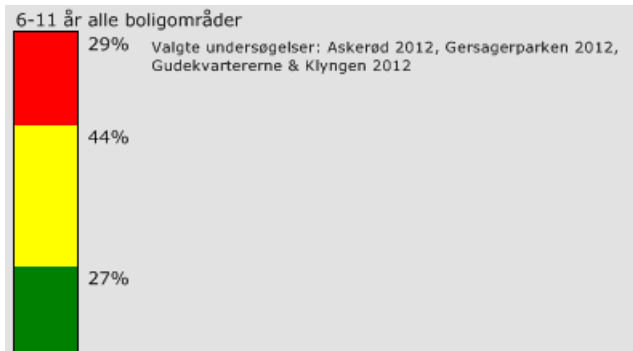 6-11 år alle boligområder
29%
Valgte undersøgelser: Askerød 2012, Gersagerparken 2012,
Gudekvartererne & Klyngen 2012
44%
27%